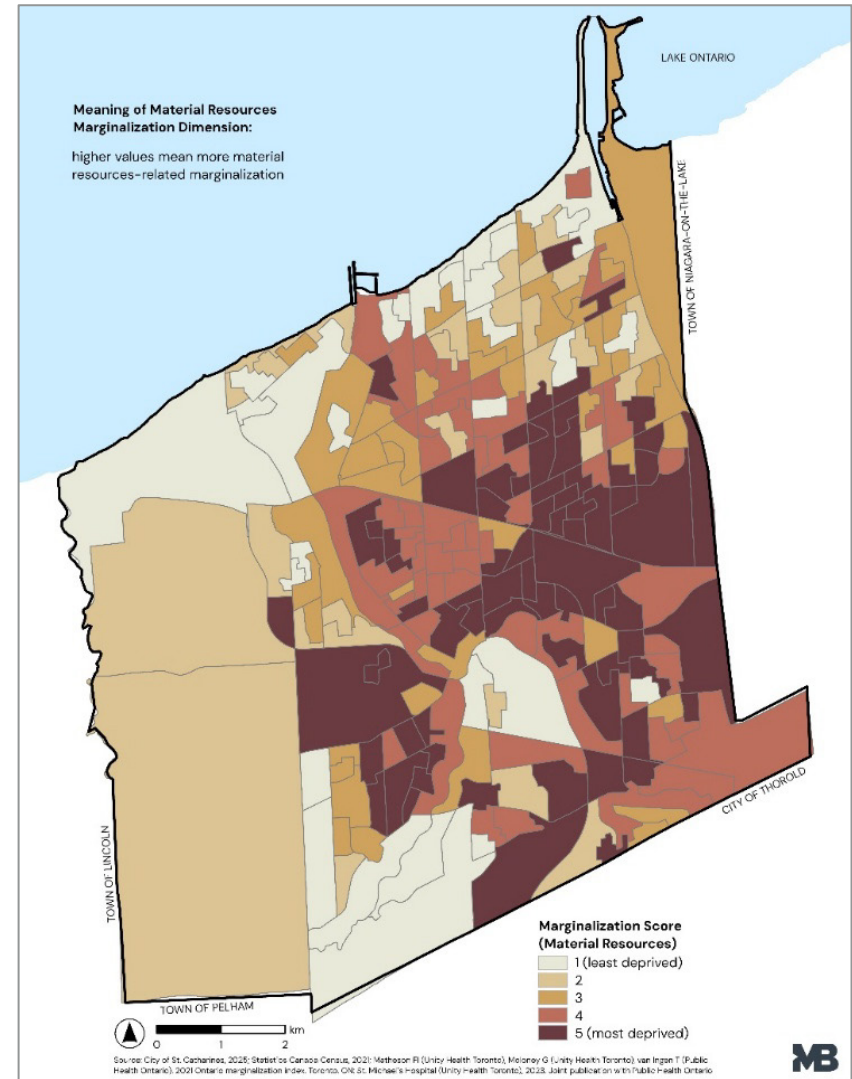 LAKE ONTARIO
Meaning of Material Resources
Marginalization Dimension:
higher values mean more material
resources-related marginalization
TOWN OF NIAGARA-ON-THE-LAKE
CITY OF THOROLD
TOWN OF LINCOLN
TOWN OF PELHAM
Marginalization Score
(Material Resources)
1 (least deprived)
2
3
4
5 (most deprived)
km
0 1 2
Source: City of St. Catharines, 2025; Statistics Canada Census, 2021; Matheson FI (Unity Health Toronto), Moloney G (Unity Health Toronto), van Ingen T (Public
Health Ontario). 2021 Ontario marginalization index. Toronto, ON: St. Michael's Hospital (Unity Health Toronto), 2023. Joint publication with Public Health Ontario
MB